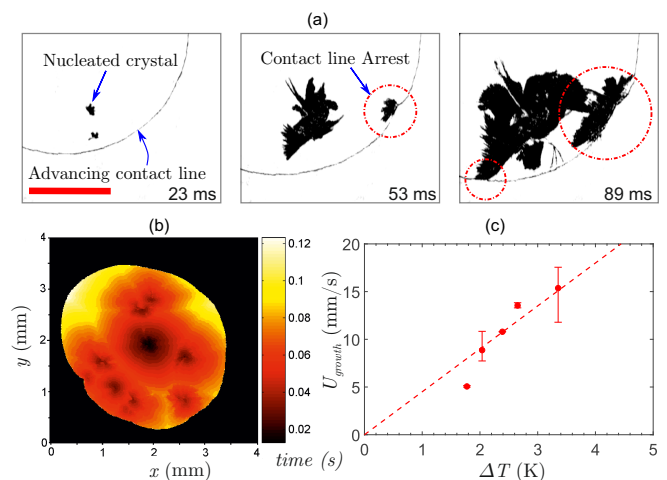 (a)
Nucleated crystal
Advancing contact line
23 ms
Contact line Arrest
53 ms
89 ms
(b)
4
3
2
1
0
0
2
4
y (mm)
x (mm)
0.12
0.1
0.08
0.06
0.04
0.02
time (s)
(c)
20
15
10
5
0
0
1
2
3
4
5
U_growth (mm/s)
ΔT (K)